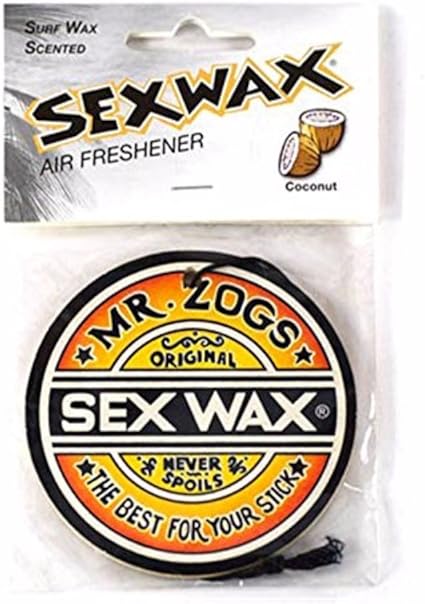 Surf Wax
Scented
SEXWAX®
AIR FRESHENER
Coconut
MR. ZOGS
ORIGINAL
SEX WAX®
NEVER
SPOILS
THE BEST FOR YOUR STICK